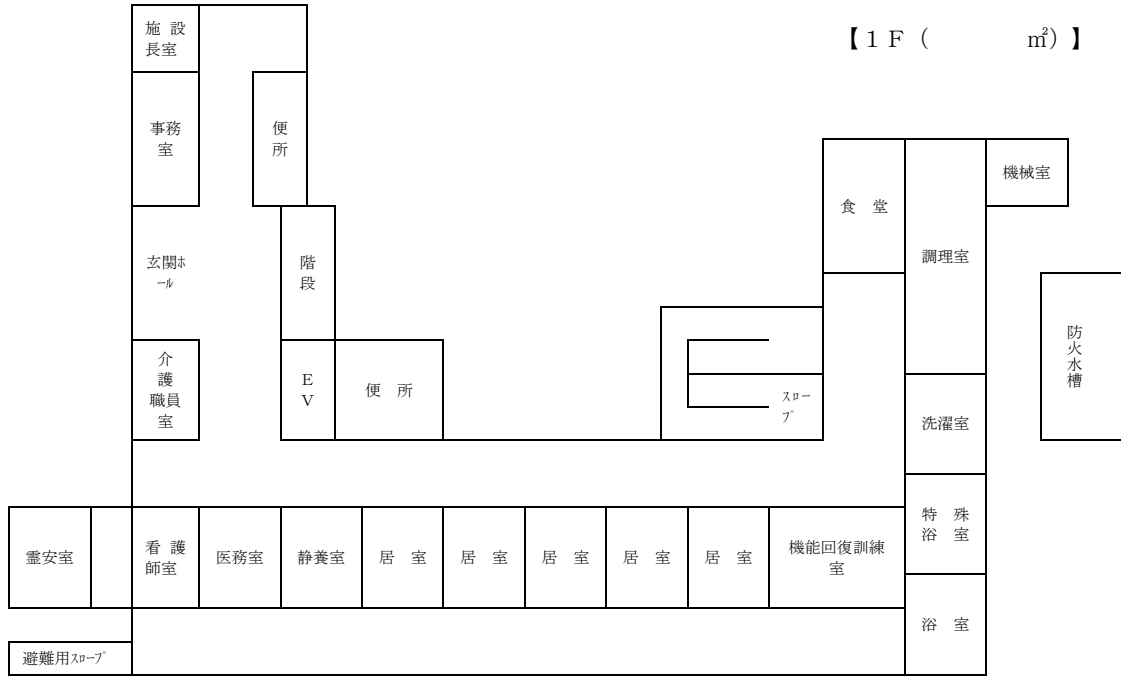 施 設
長室
【１Ｆ（　　　　　㎡）】
事務
室
便
所
機械室
食 堂
調理室
玄関ﾎ
ｰﾙ
階
段
防
火
水
槽
介
護
職員
室
Ｅ
Ｖ
便 所
ｽﾛｰ
ﾌﾟ
洗濯室
霊安室
看 護
師室
医務室
静養室
居 室
居 室
居 室
居 室
居 室
機能回復訓練
室
特 殊
浴 室
浴 室
避難用ｽﾛｰﾌﾟ